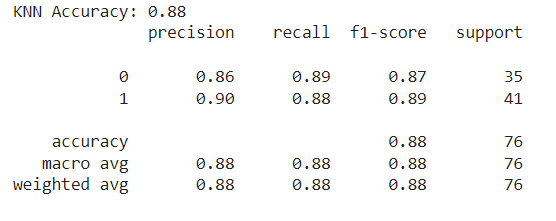 KNN Accuracy: 0.88
precision recall f1-score support
0 0.86 0.89 0.87 35
1 0.90 0.88 0.89 41
accuracy 0.88 76
macro avg 0.88 0.88 0.88 76
weighted avg 0.88 0.88 0.88 76